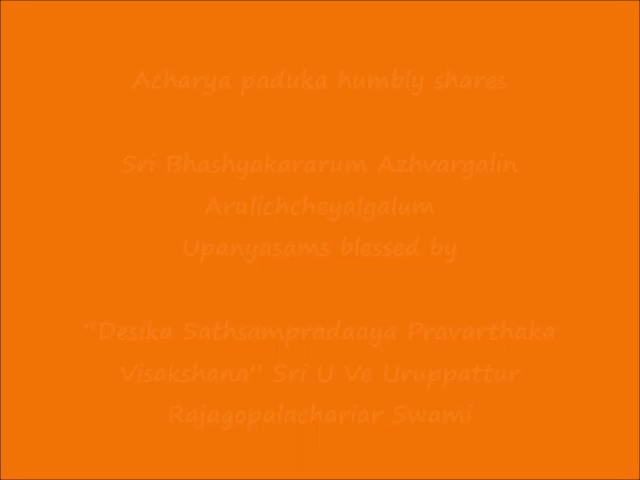 Acharya paduka humbly shares
Sri Bhashyakararum Azhvargalin
Arulichcheyalgalum
Upanyasams blessed by
"Desika Sathsampradaaya Pravarthaka
Visakshana" Sri U Ve Uruppattur
Rajagopalachariar Swami